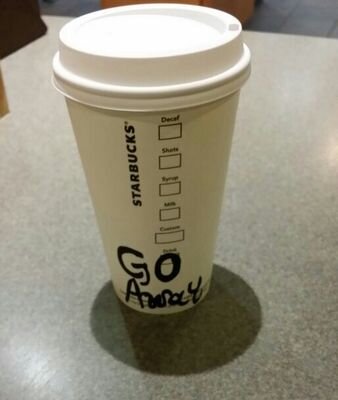 STARBUCKS®
Decaf
Shots
Syrup
Milk
Custom
Drink
GO
Away